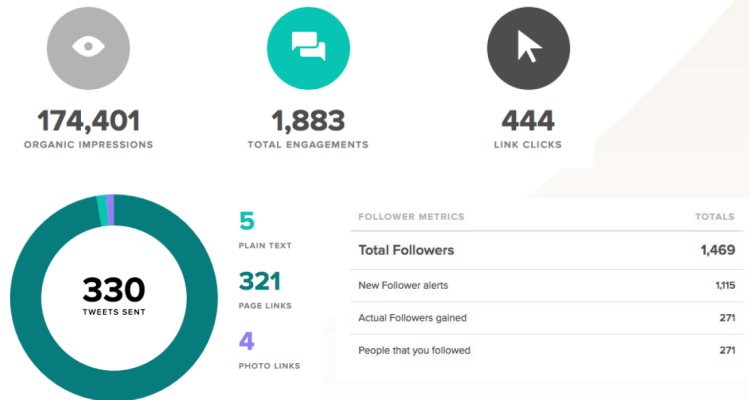 174,401
ORGANIC IMPRESSIONS
1,883
TOTAL ENGAGEMENTS
444
LINK CLICKS
330
TWEETS SENT
5
PLAIN TEXT
321
PAGE LINKS
4
PHOTO LINKS
FOLLOWER METRICS TOTALS
Total Followers 1,469
New Follower alerts 1,115
Actual Followers gained 271
People that you followed 271